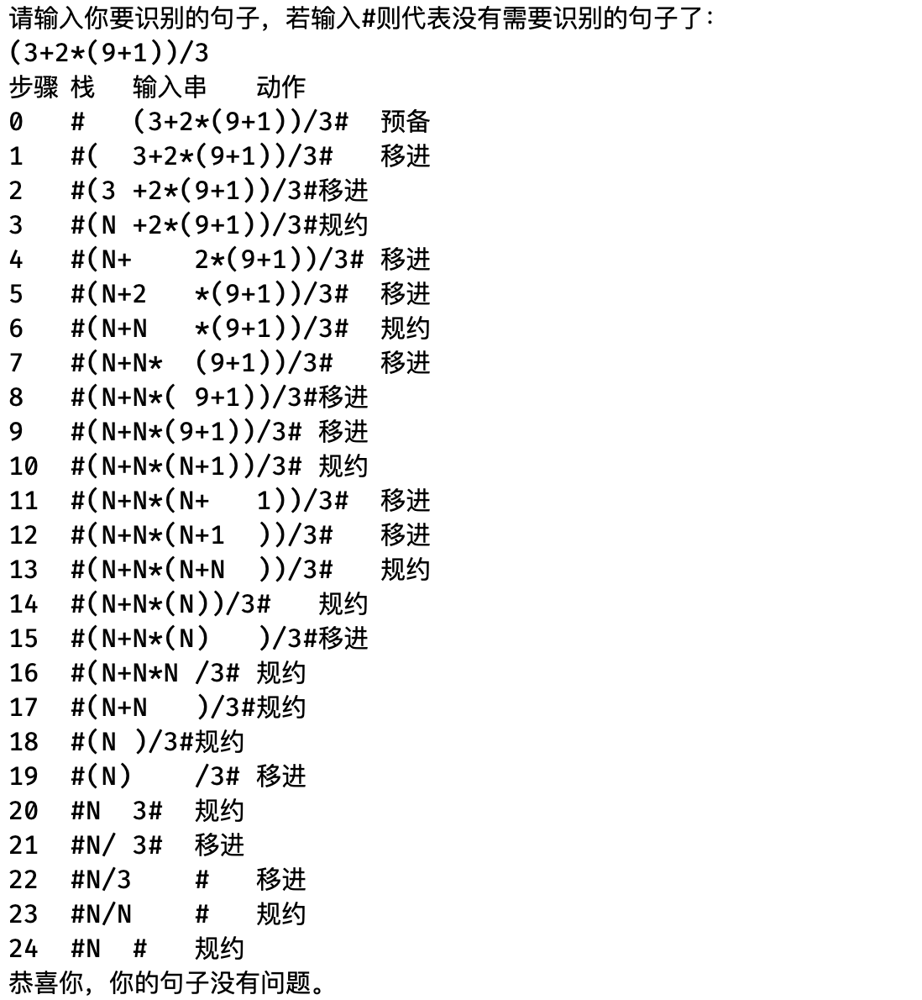 请输入你要识别的句子，若输入#则代表没有需要识别的句子了：
(3+2*(9+1))/3
步骤 栈 输入串 动作
0 # (3+2*(9+1))/3# 预备
1 #( 3+2*(9+1))/3# 移进
2 #(3 +2*(9+1))/3#移进
3 #(N +2*(9+1))/3#规约
4 #(N+ 2*(9+1))/3# 移进
5 #(N+2 *(9+1))/3# 移进
6 #(N+N *(9+1))/3# 规约
7 #(N+N* (9+1))/3# 移进
8 #(N+N*( 9+1))/3#移进
9 #(N+N*(9+1))/3# 移进
10 #(N+N*(N+1))/3# 规约
11 #(N+N*(N+ 1))/3# 移进
12 #(N+N*(N+1 ))/3# 移进
13 #(N+N*(N+N ))/3# 规约
14 #(N+N*(N))/3# 规约
15 #(N+N*(N) )/3#移进
16 #(N+N*N /3# 规约
17 #(N+N )/3#规约
18 #(N )/3#规约
19 #(N) /3# 移进
20 #N 3# 规约
21 #N/ 3# 移进
22 #N/3 # 移进
23 #N/N # 规约
24 #N # 规约
恭喜你，你的句子没有问题。